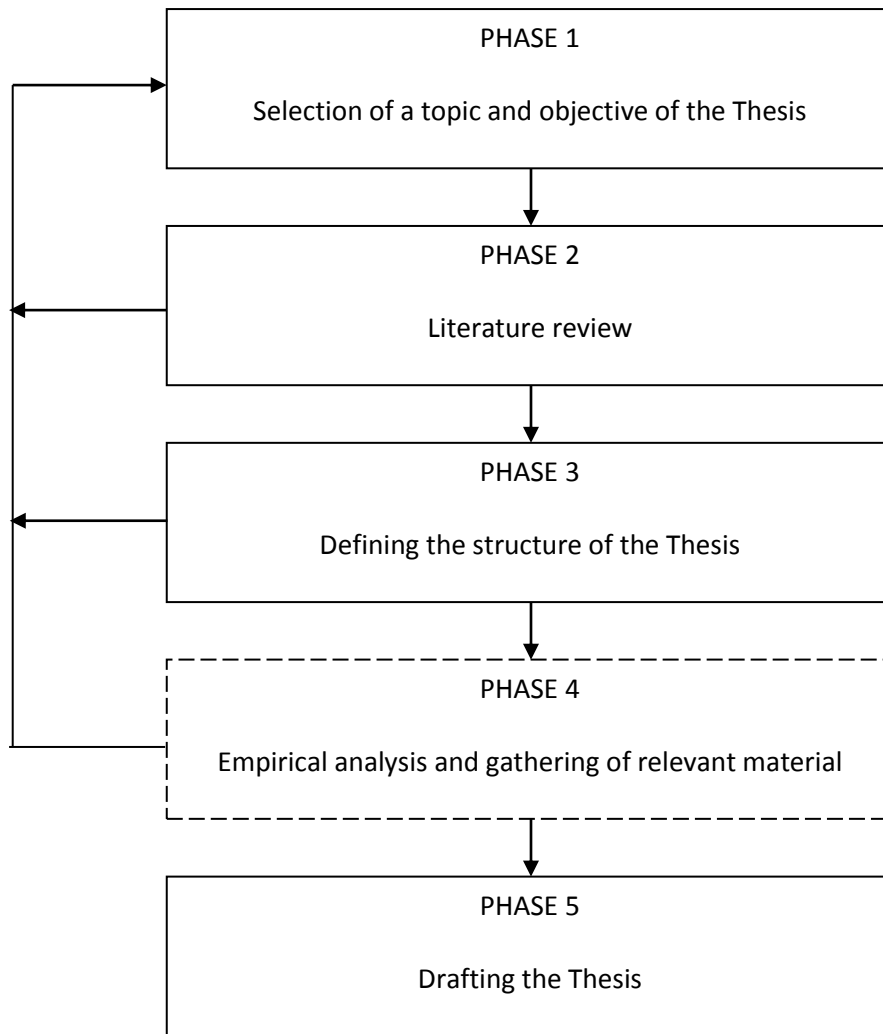 PHASE 1
Selection of a topic and objective of the Thesis
PHASE 2
Literature review
PHASE 3
Defining the structure of the Thesis
PHASE 4
Empirical analysis and gathering of relevant material
PHASE 5
Drafting the Thesis